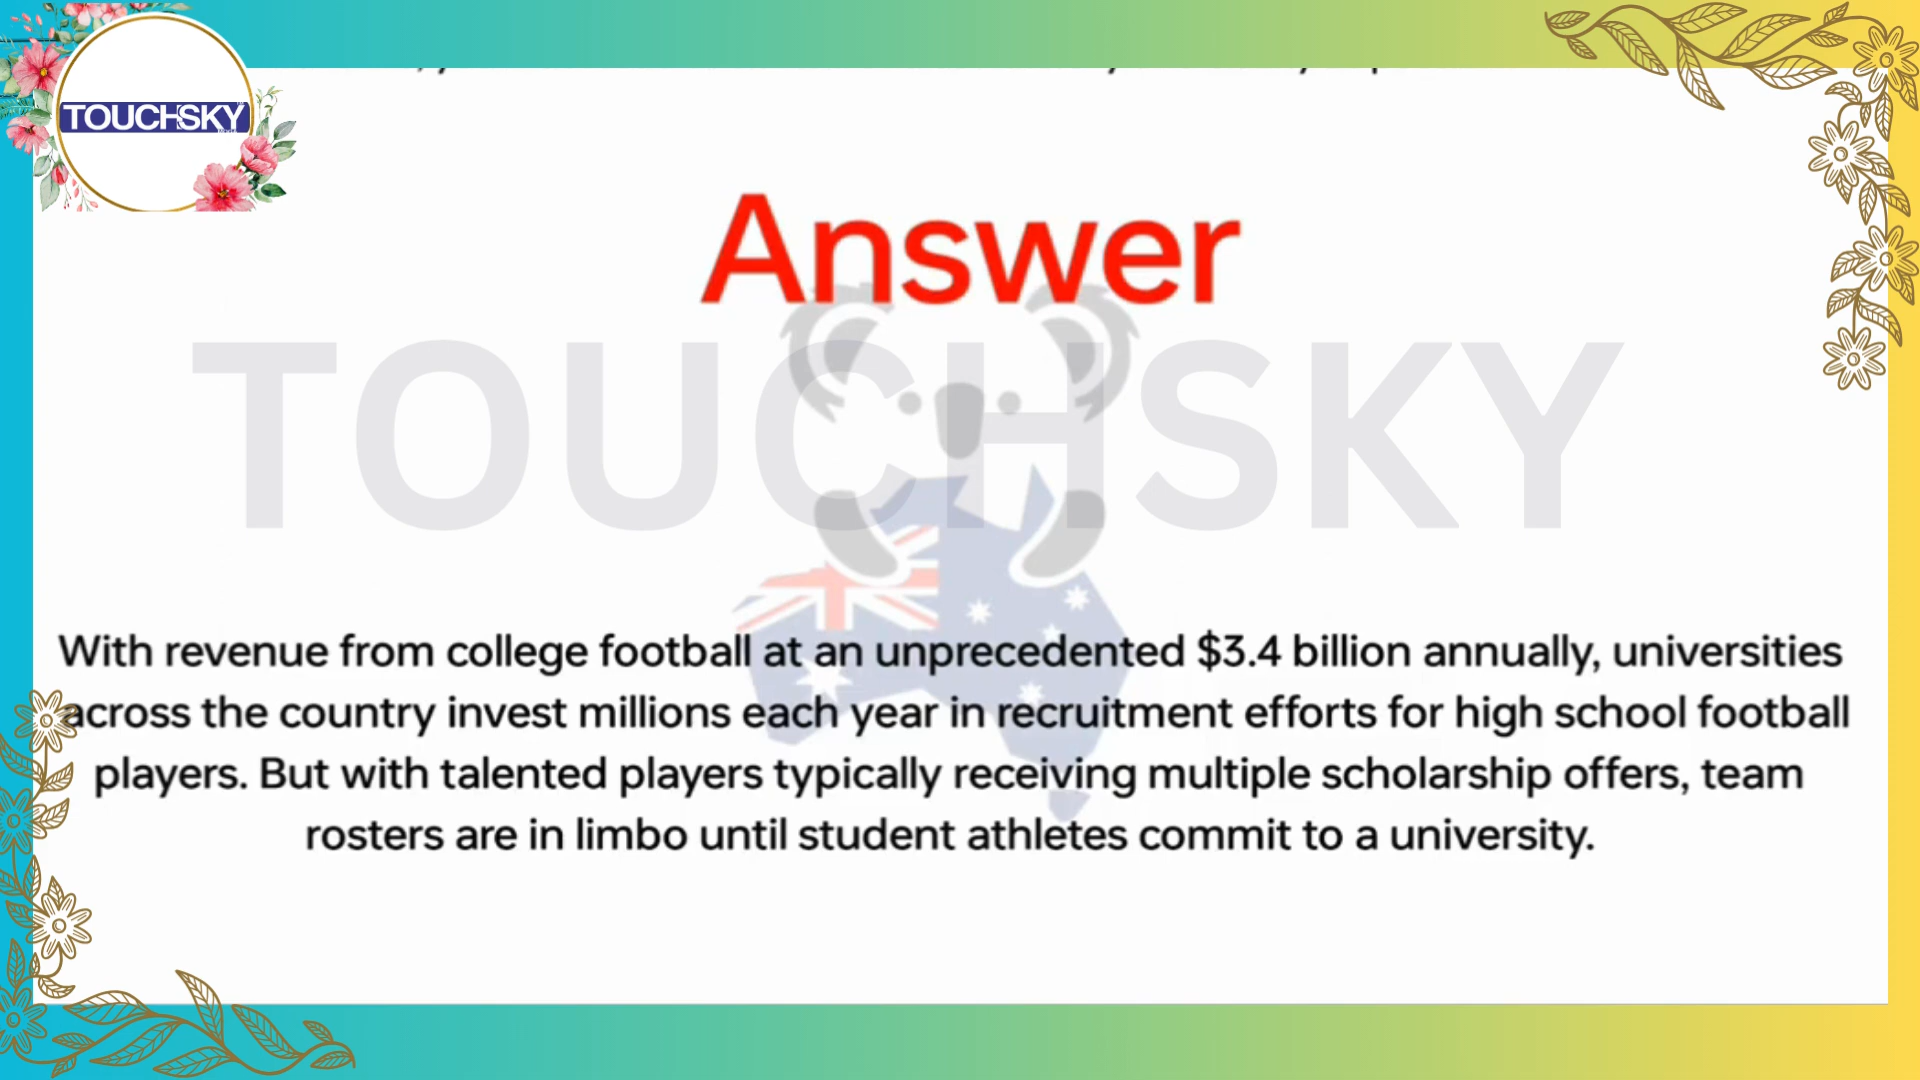 TOUCHSKY
Answer
TOUCHSKY
With revenue from college football at an unprecedented $3.4 billion annually, universities
across the country invest millions each year in recruitment efforts for high school football
players. But with talented players typically receiving multiple scholarship offers, team
rosters are in limbo until student athletes commit to a university.